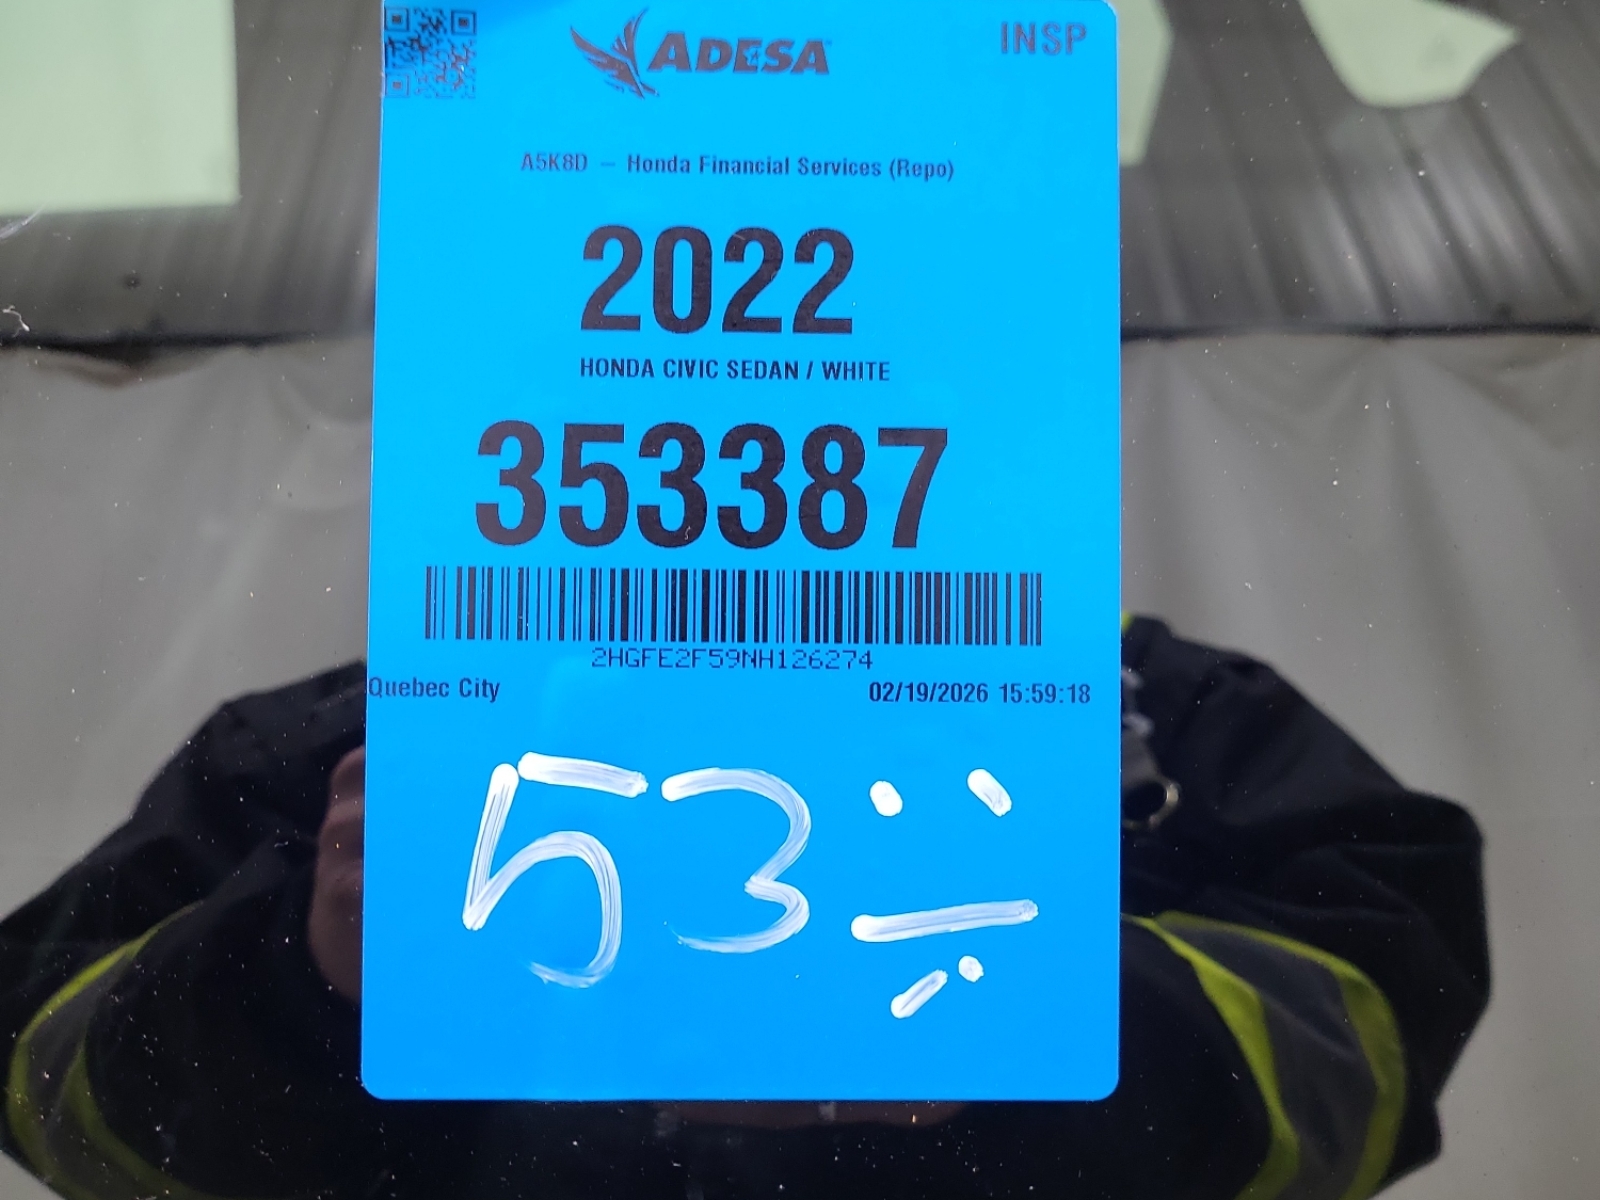 ADESA
INSP
A5K8D – Honda Financial Services (Repo)
2022
HONDA CIVIC SEDAN / WHITE
353387
2HGFE2F59NH126274
Quebec City 02/19/2026 15:59:18
53